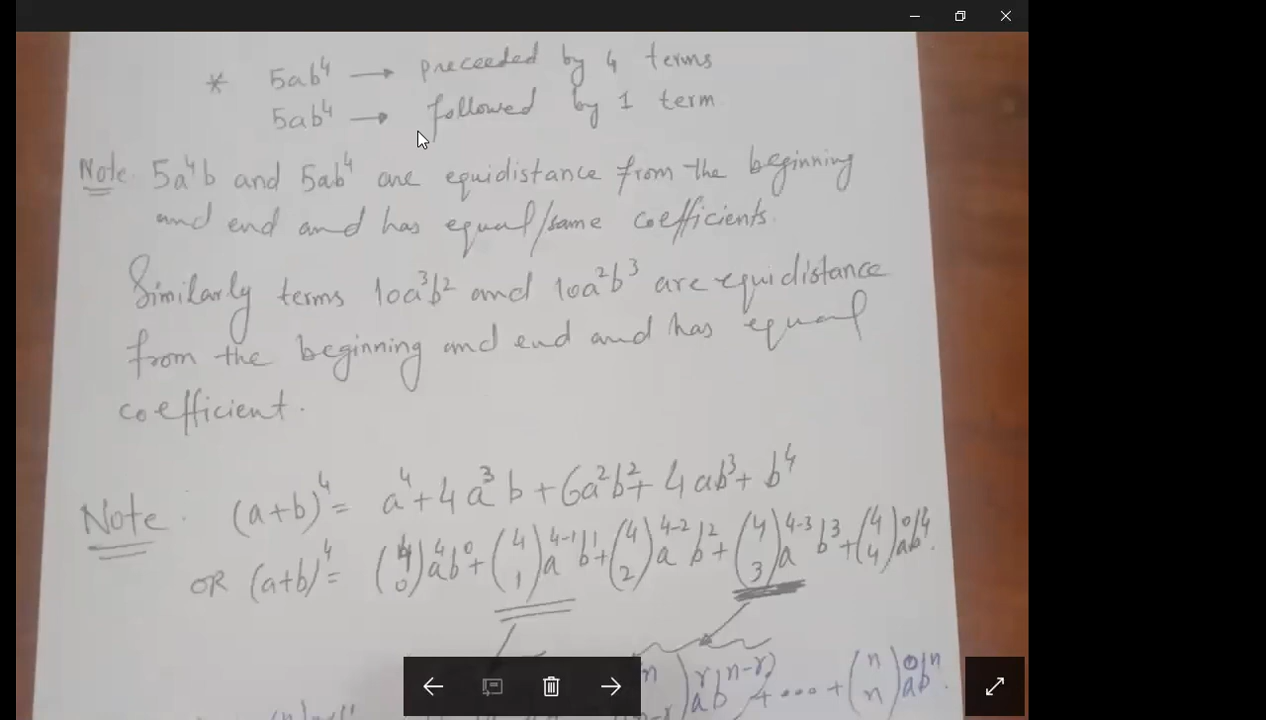 * 5ab⁴ → preceeded by 4 terms
5ab⁴ → followed by 1 term
Note. 5a⁴b and 5ab⁴ are equidistance from the beginning
and end and has equal/same coefficients.
Similarly terms 10a³b² and 10a²b³ are equidistance
from the beginning and end and has equal
coefficient.
Note. (a+b)⁴ = a⁴+4a³b+6a²b²+4ab³+b⁴
OR (a+b)⁴ = (4 0)a⁴b⁰+(4 1)a⁴⁻¹b¹+(4 2)a⁴⁻²b²+(4 3)a⁴⁻³b³+(4 4)a⁰b⁴.
aʳbⁿ⁻ʳ+....+(n n)a⁰bⁿ.